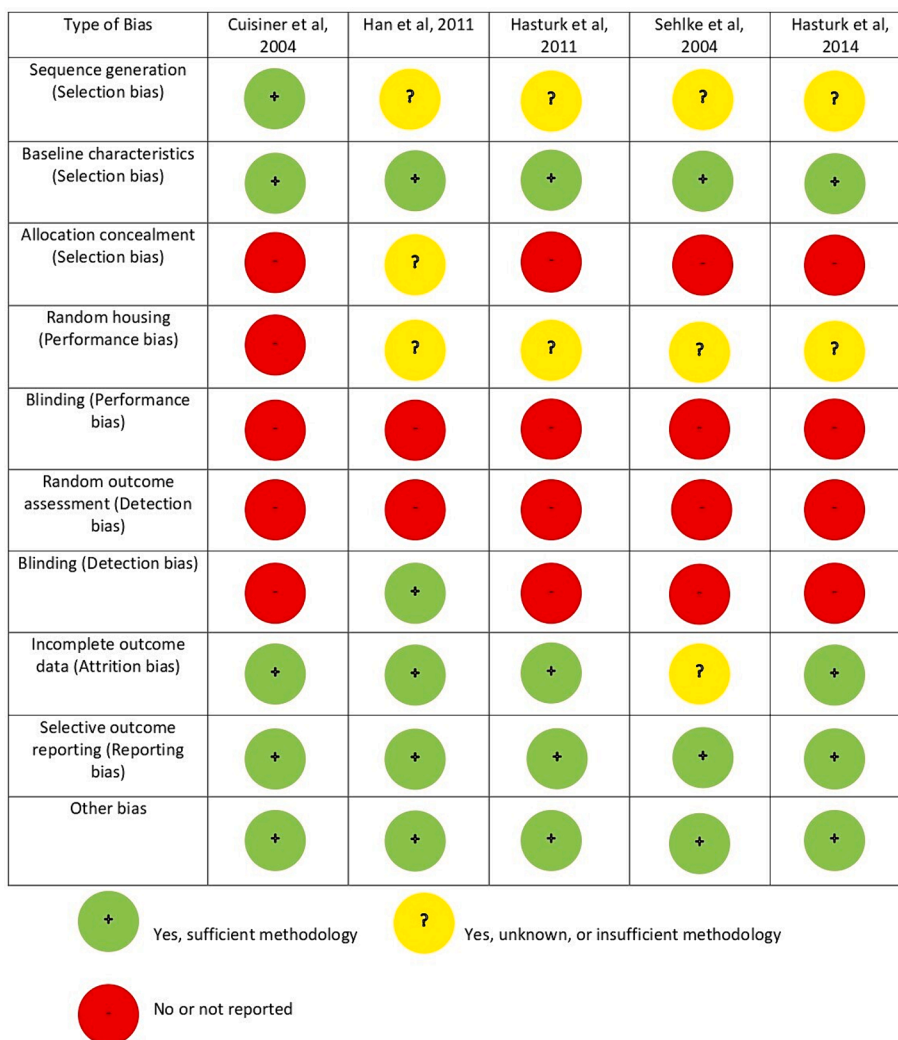 Type of Bias
Cuisiner et al,
2004
Han et al, 2011
Hasturk et al,
2011
Sehlke et al,
2004
Hasturk et al,
2014
Sequence generation
(Selection bias)
+ ? ? ? ?
Baseline characteristics
(Selection bias)
+ + + + +
Allocation concealment
(Selection bias)
- ? - - -
Random housing
(Performance bias)
- ? ? ? ?
Blinding (Performance
bias)
- - - - -
Random outcome
assessment (Detection
bias)
- - - - -
Blinding (Detection bias)
- + - - -
Incomplete outcome
data (Attrition bias)
+ + + ? +
Selective outcome
reporting (Reporting
bias)
+ + + + +
Other bias
+ + + + +
+ Yes, sufficient methodology
? Yes, unknown, or insufficient methodology
- No or not reported